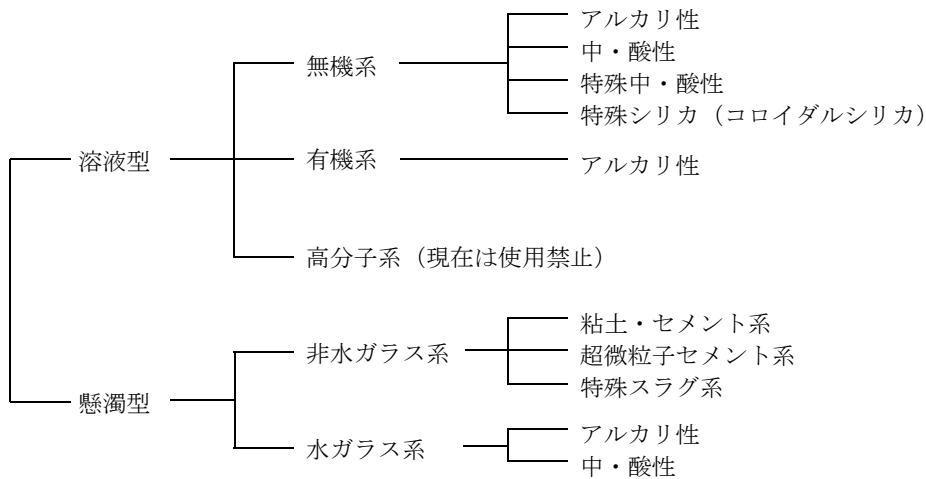 アルカリ性
中・酸性
無機系
特殊中・酸性
特殊シリカ（コロイダルシリカ）
溶液型
有機系
アルカリ性
高分子系（現在は使用禁止）
粘土・セメント系
非水ガラス系
超微粒子セメント系
特殊スラグ系
懸濁型
アルカリ性
水ガラス系
中・酸性